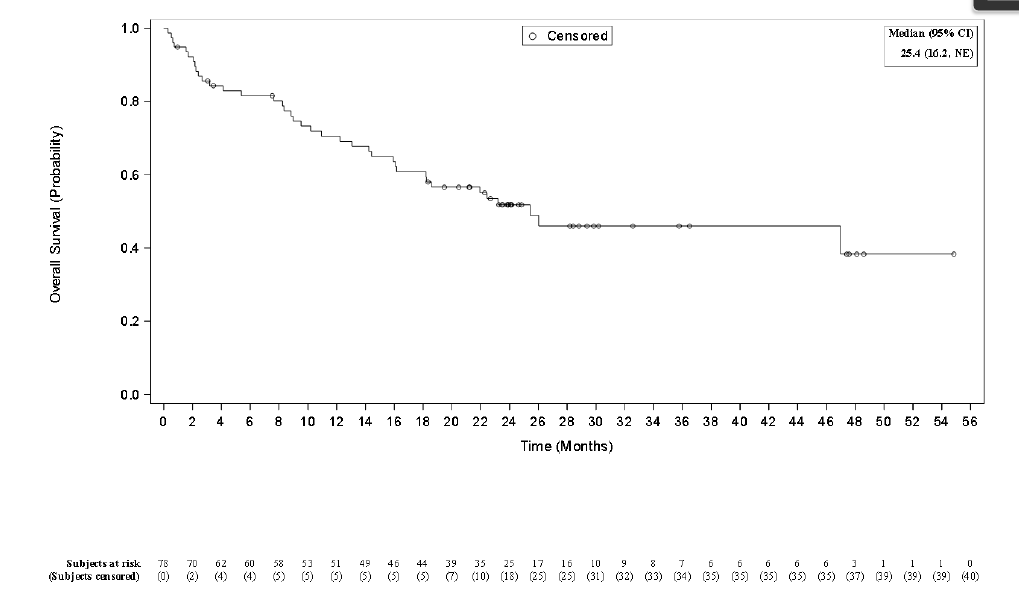 Censored
Median (95% CI)
25.4 (16.2, NE)
Overall Survival (Probability)
1.0
0.8
0.6
0.4
0.2
0.0
0 2 4 6 8 10 12 14 16 18 20 22 24 26 28 30 32 34 36 38 40 42 44 46 48 50 52 54 56
Time (Months)
Subjects at risk 78 70 62 60 58 53 51 49 46 44 39 35 25 17 16 10 9 8 7 6 6 6 6 6 3 1 1 1 0
(Subjects censored) (0) (2) (4) (4) (5) (5) (5) (5) (5) (5) (7) (10) (18) (25) (25) (31) (32) (33) (34) (35) (35) (35) (35) (35) (37) (39) (39) (39) (40)